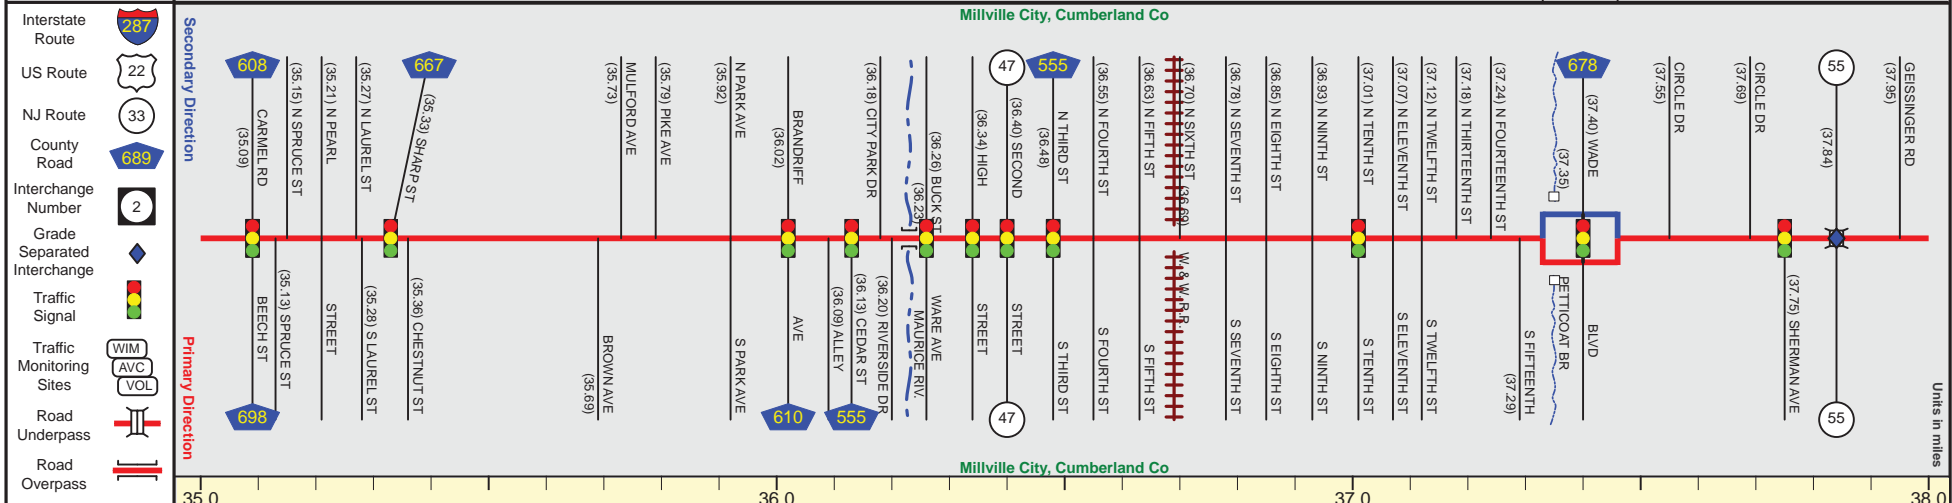 Interstate
Route
287
US Route
22
NJ Route
33
County
Road
689
Interchange
Number
2
Grade
Separated
Interchange
Traffic
Signal
Traffic
Monitoring
Sites
WIM
AVC
VOL
Road
Underpass
Road
Overpass
Secondary Direction
Primary Direction
Millville City, Cumberland Co
608
CARMEL RD
(35.09)
(35.15) N SPRUCE ST
(35.21) N PEARL
(35.27) N LAUREL ST
667
(35.33) SHARP ST
(35.73)
MULFORD AVE
(35.79) PIKE AVE
(35.92)
N PARK AVE
BRANDRIFF
(36.02)
(36.18) CITY PARK DR
(36.23)
(36.26) BUCK ST
(36.34) HIGH
47
(36.40) SECOND
555
N THIRD ST
(36.48)
(36.55) N FOURTH ST
(36.63) N FIFTH ST
(36.70) N SIXTH ST
(36.69)
(36.78) N SEVENTH ST
(36.85) N EIGHTH ST
(36.93) N NINTH ST
(37.01) N TENTH ST
(37.07) N ELEVENTH ST
(37.12) N TWELFTH ST
(37.18) N THIRTEENTH ST
(37.24) N FOURTEENTH ST
(37.35)
678
(37.40) WADE
CIRCLE DR
(37.55)
CIRCLE DR
(37.69)
55
(37.84)
GEISSINGER RD
(37.95)
BEECH ST
698
(35.13) SPRUCE ST
STREET
(35.28) S LAUREL ST
(35.36) CHESTNUT ST
BROWN AVE
(35.69)
S PARK AVE
AVE
610
(36.09) ALLEY
(36.13) CEDAR ST
555
(36.20) RIVERSIDE DR
MAURICE RIV.
WARE AVE
STREET
STREET
47
S THIRD ST
S FOURTH ST
S FIFTH ST
W. & W. R.R.
S SEVENTH ST
S EIGHTH ST
S NINTH ST
S TENTH ST
S ELEVENTH ST
S TWELFTH ST
S FIFTEENTH
(37.29)
PETTICOAT BR
BLVD
(37.75) SHERMAN AVE
55
Units in miles
Millville City, Cumberland Co
35.0
36.0
37.0
38.0